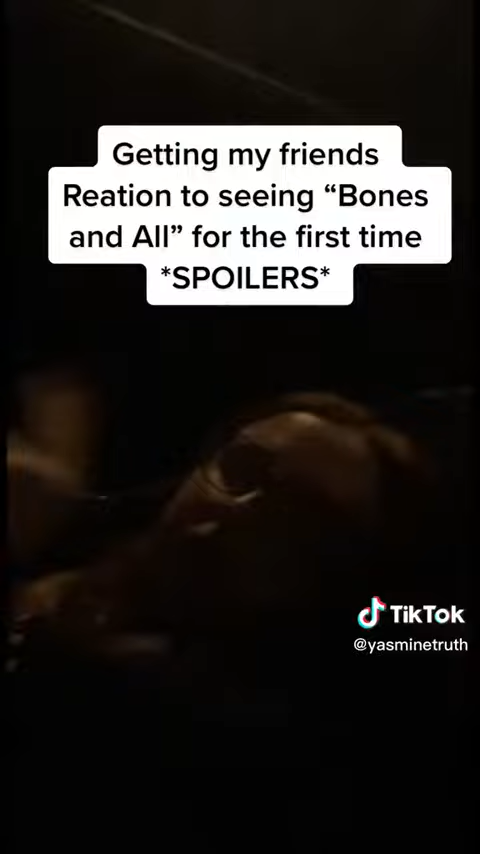 Getting my friends
Reation to seeing “Bones
and All” for the first time
*SPOILERS*
TikTok
@yasminetruth